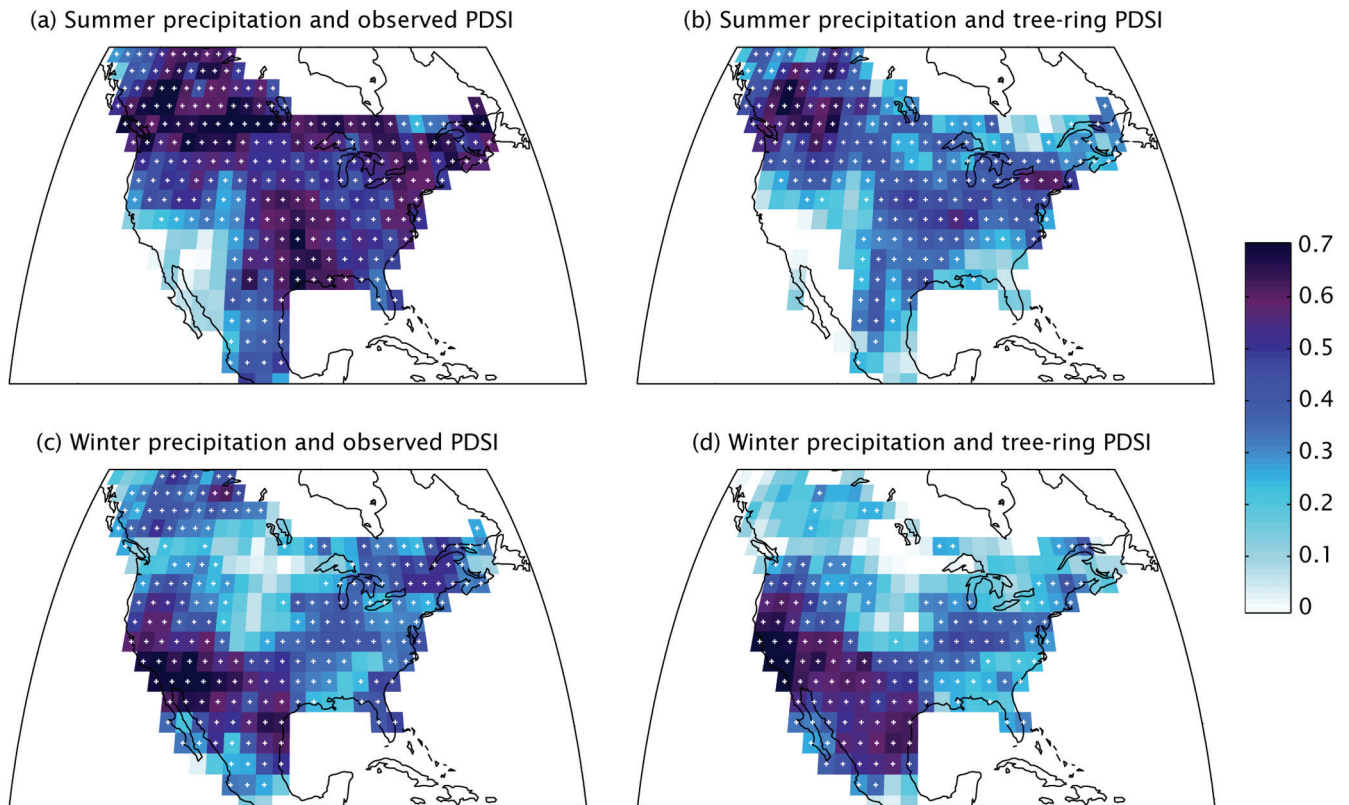 (a) Summer precipitation and observed PDSI
(b) Summer precipitation and tree-ring PDSI
(c) Winter precipitation and observed PDSI
(d) Winter precipitation and tree-ring PDSI
0.7
0.6
0.5
0.4
0.3
0.2
0.1
0